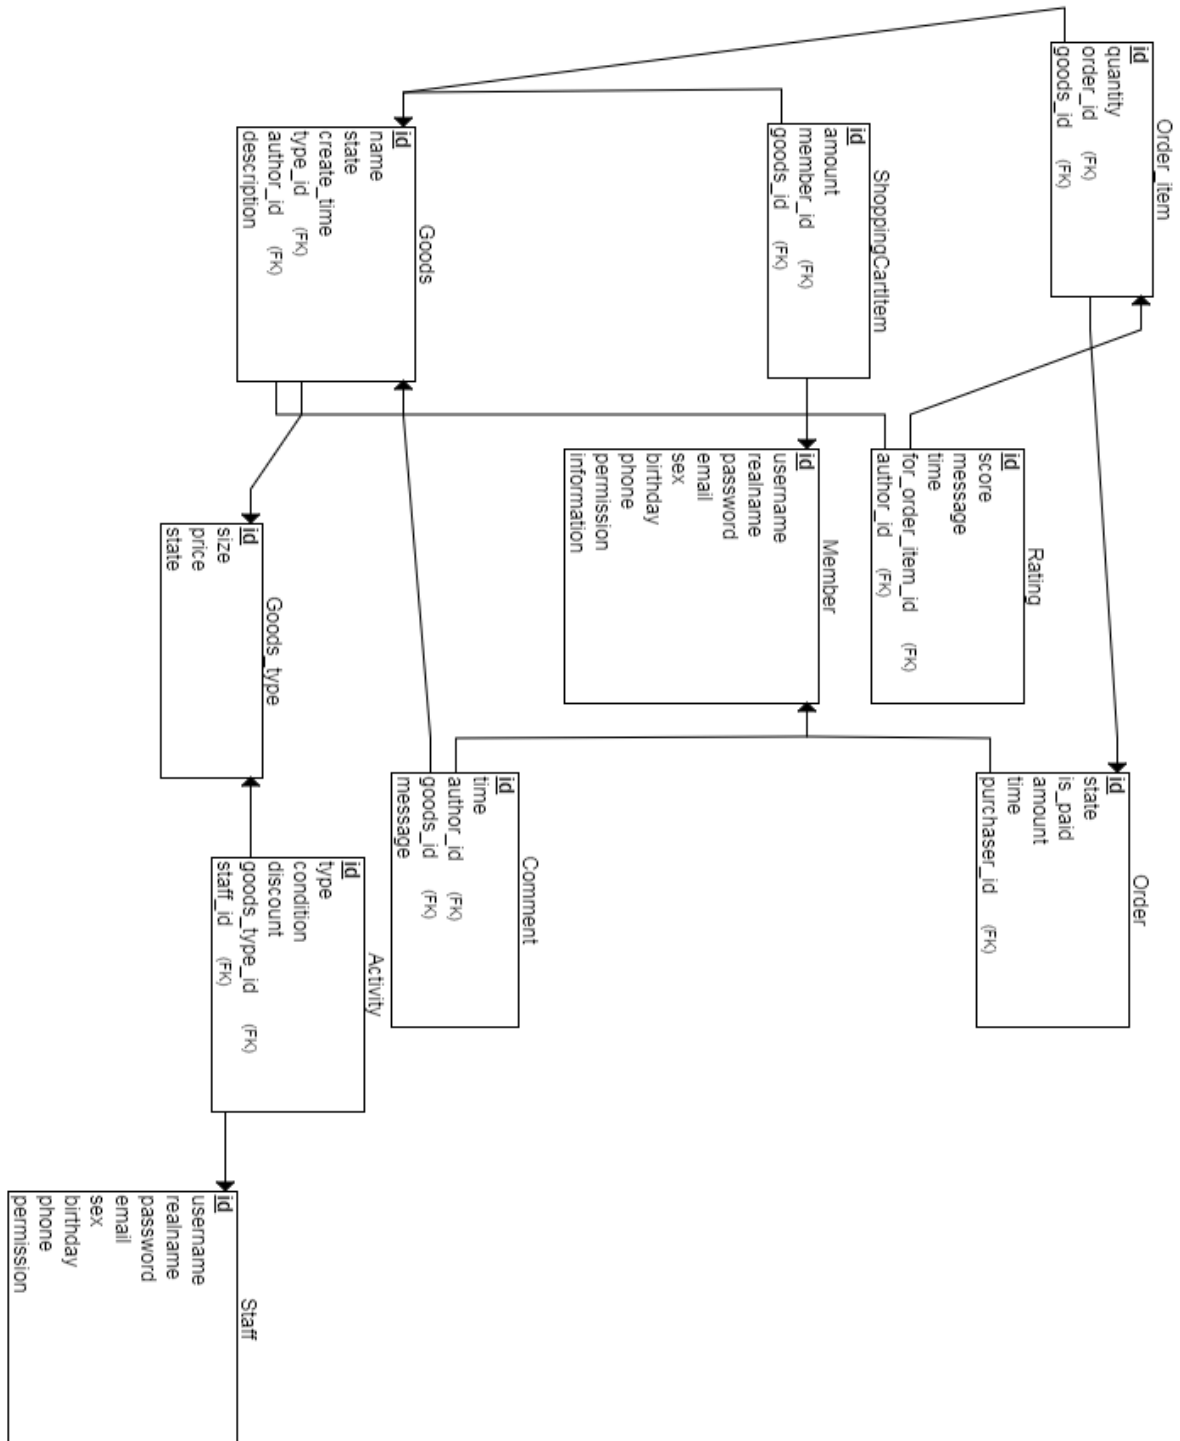 Order_item
id
quantity
order_id (FK)
goods_id (FK)
ShoppingCartItem
id
amount
member_id (FK)
goods_id (FK)
Goods
id
name
state
create_time
type_id (FK)
author_id (FK)
description
Rating
id
score
message
time
for_order_item_id (FK)
author_id (FK)
Member
id
username
realname
password
email
sex
birthday
phone
permission
information
Goods_type
id
size
price
state
Order
id
state
is_paid
amount
time
purchaser_id (FK)
Comment
id
time
author_id (FK)
goods_id (FK)
message
Activity
id
type
condition
discount
goods_type_id (FK)
staff_id (FK)
Staff
id
username
realname
password
email
sex
birthday
phone
permission